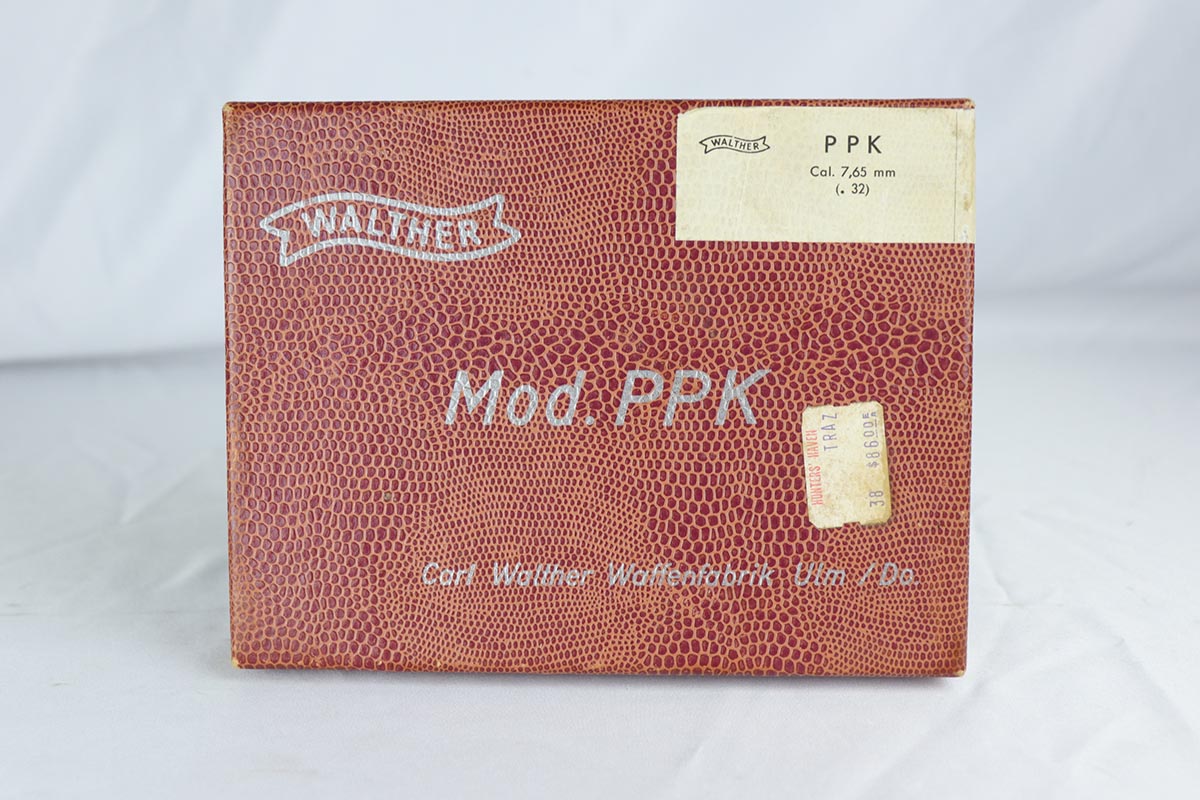 WALTHER
PPK
Cal. 7,65 mm
(. 32)
WALTHER
Mod. PPK
HUNTERS' HAVEN
TRAZ
38 $86.00
Carl Walther Waffenfabrik Ulm / Do.